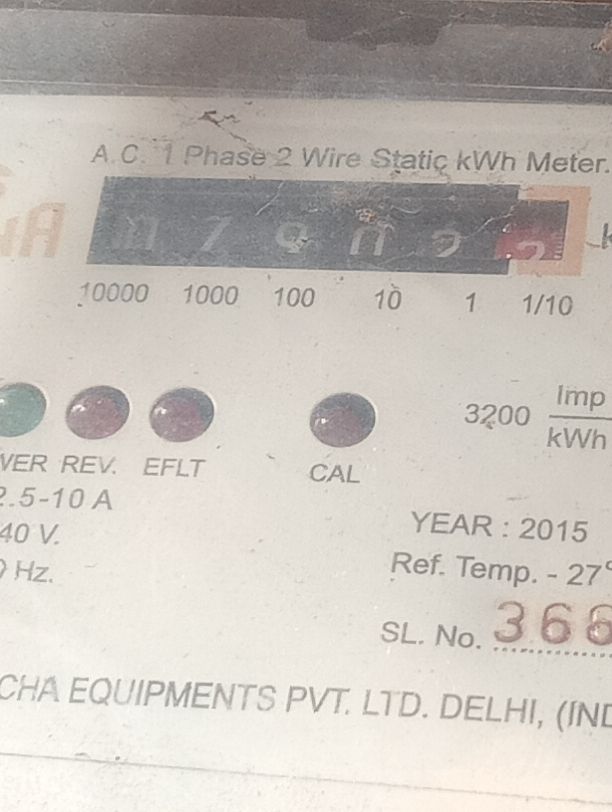 A.C. 1 Phase 2 Wire Static kWh Meter.
10000 1000 100 10 1 1/10
3200 Imp
kWh
VER REV. EFLT CAL
2.5-10 A
40 V.
YEAR : 2015
Hz.
Ref. Temp. - 27°
SL. No. 368
CHA EQUIPMENTS PVT. LTD. DELHI, (IND